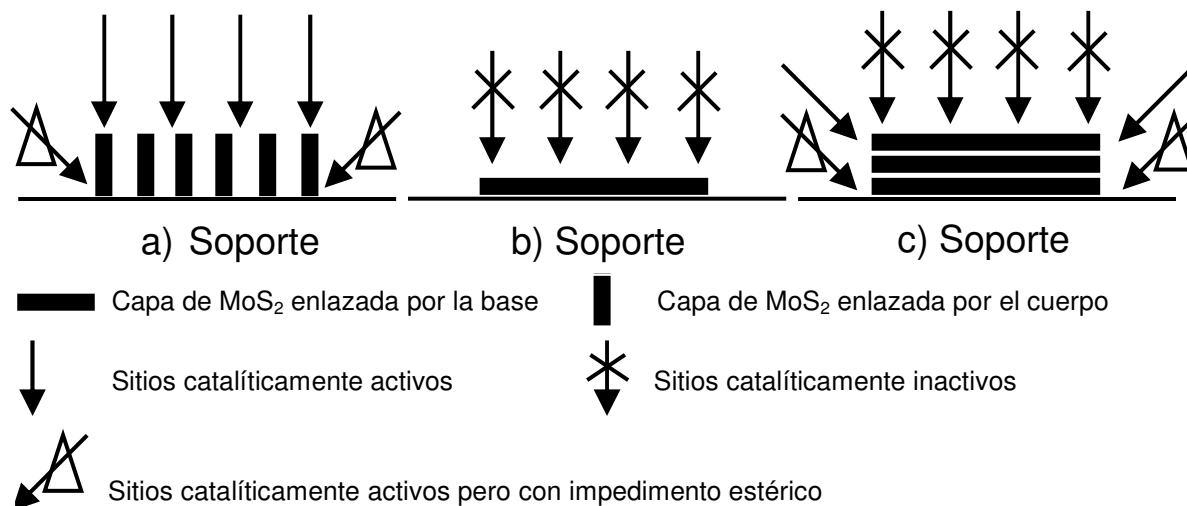 a) Soporte
b) Soporte
c) Soporte
Capa de MoS₂ enlazada por la base
Capa de MoS₂ enlazada por el cuerpo
Sitios catalíticamente activos
Sitios catalíticamente inactivos
Sitios catalíticamente activos pero con impedimento estérico